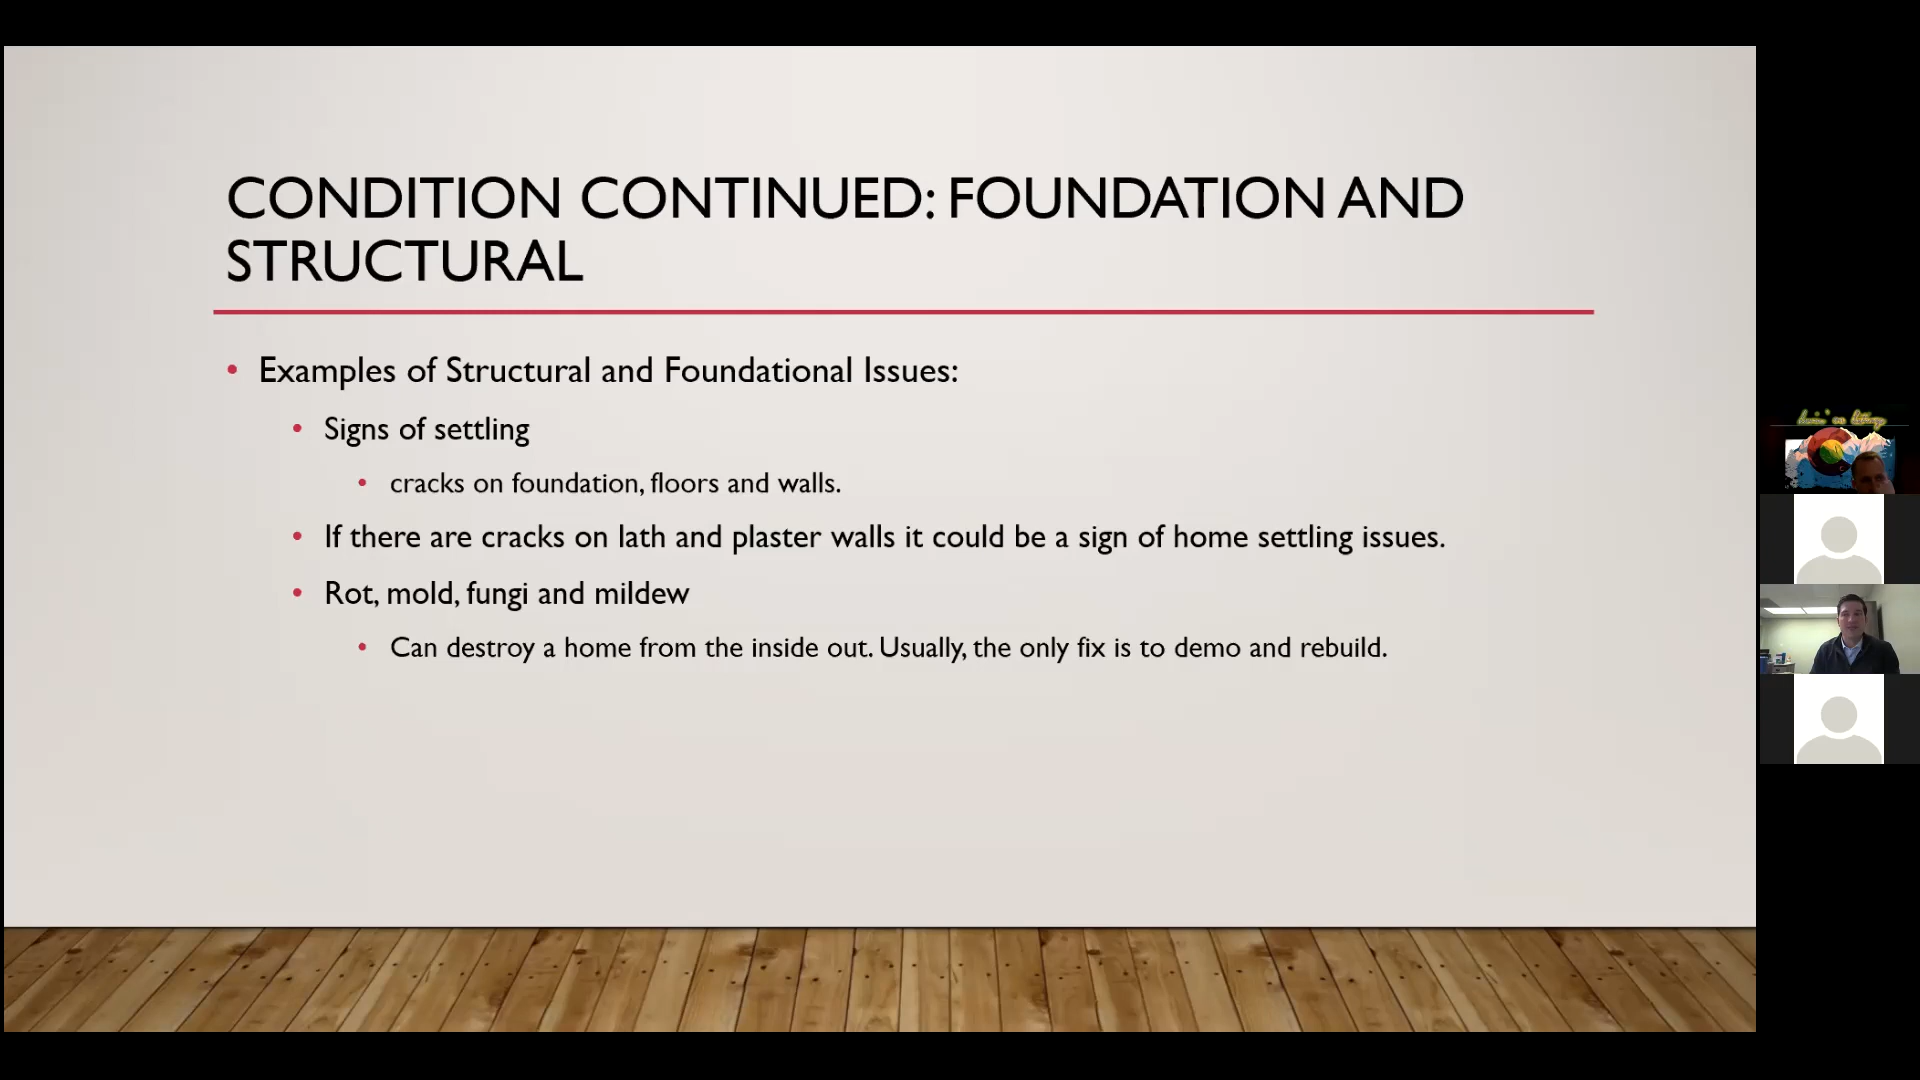 CONDITION CONTINUED: FOUNDATION AND
STRUCTURAL
• Examples of Structural and Foundational Issues:
• Signs of settling
• cracks on foundation, floors and walls.
• If there are cracks on lath and plaster walls it could be a sign of home settling issues.
• Rot, mold, fungi and mildew
• Can destroy a home from the inside out. Usually, the only fix is to demo and rebuild.